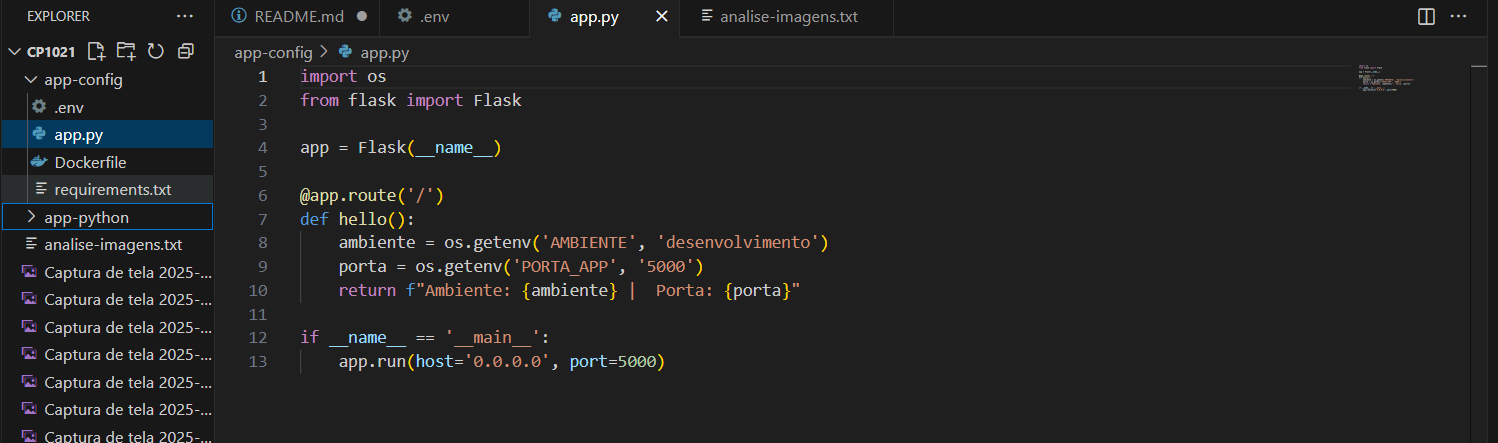 EXPLORER ...
CP1021
app-config
.env
app.py
Dockerfile
requirements.txt
app-python
analise-imagens.txt
Captura de tela 2025-...
Captura de tela 2025-...
Captura de tela 2025-...
Captura de tela 2025-...
Captura de tela 2025-...
Captura de tela 2025-...
Captura de tela 2025-...
README.md .env app.py analise-imagens.txt ...
app-config > app.py
1 import os
2 from flask import Flask
3
4 app = Flask(__name__)
5
6 @app.route('/')
7 def hello():
8     ambiente = os.getenv('AMBIENTE', 'desenvolvimento')
9     porta = os.getenv('PORTA_APP', '5000')
10     return f"Ambiente: {ambiente} |  Porta: {porta}"
11
12 if __name__ == '__main__':
13     app.run(host='0.0.0.0', port=5000)